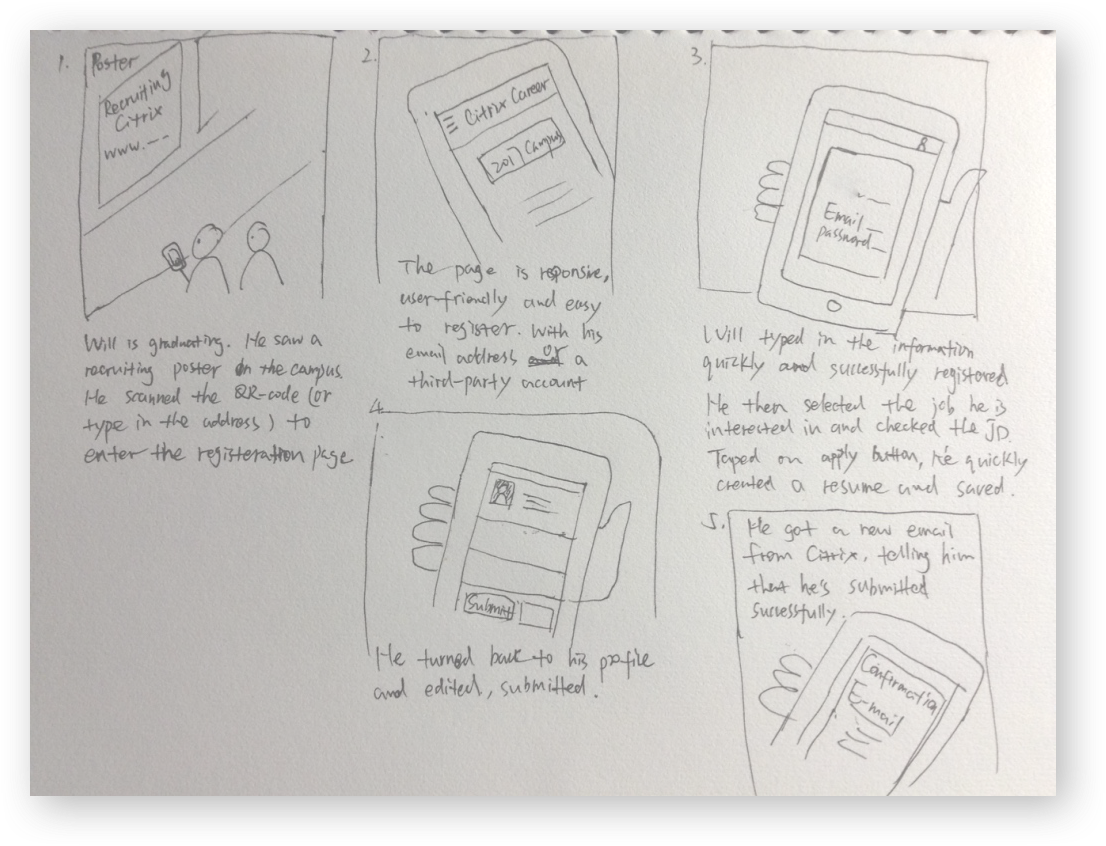 1.
Poster
Recruiting
Citrix
www.--
Will is graduating. He saw a
recruiting poster on the campus.
He scanned the QR-code (or
type in the address) to
enter the registeration page
2.
Citrix Career
2017 Campus
The page is reponsive,
user-friendly and easy
to register. With his
email address or a
third-party account
3.
Email_
password_
Will typed in the information
quickly and successfully registored
He then selected the job he is
interected in and checked the JD.
Taped on apply button, he quickly
created a resume and saved.
4.
Submit
He turned back to his profile
and edited, submitted.
5.
He got a new email
from Citrix, telling him
that he's submitted
successfully.
Confirmation
E-mail